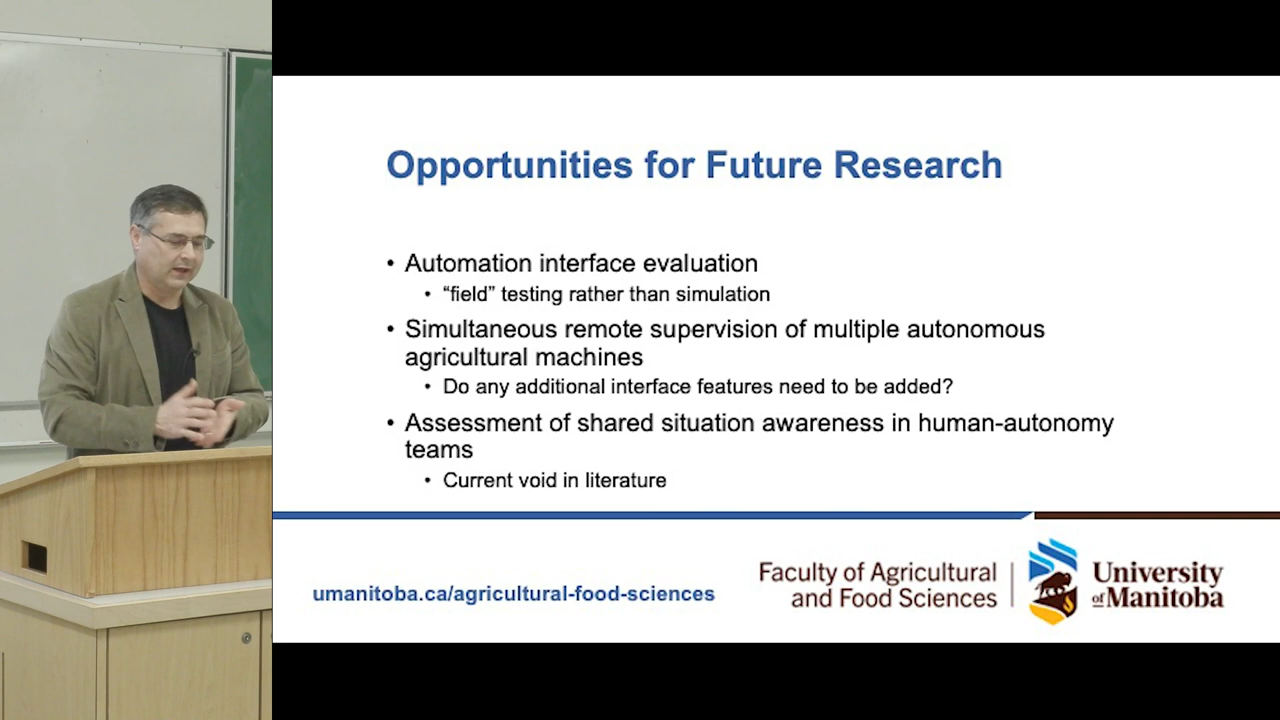 Opportunities for Future Research
• Automation interface evaluation
• “field” testing rather than simulation
• Simultaneous remote supervision of multiple autonomous
agricultural machines
• Do any additional interface features need to be added?
• Assessment of shared situation awareness in human-autonomy
teams
• Current void in literature
umanitoba.ca/agricultural-food-sciences
Faculty of Agricultural
and Food Sciences
University
of Manitoba